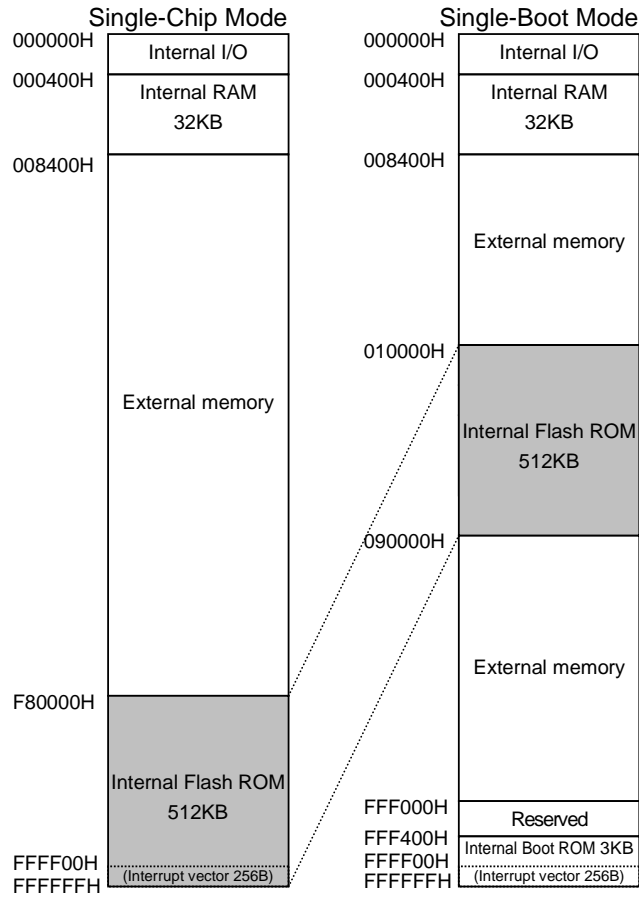 Single-Chip Mode
000000H
Internal I/O
000400H
Internal RAM
32KB
008400H
External memory
F80000H
Internal Flash ROM
512KB
FFFF00H
(Interrupt vector 256B)
FFFFFFH
Single-Boot Mode
000000H
Internal I/O
000400H
Internal RAM
32KB
008400H
External memory
010000H
Internal Flash ROM
512KB
090000H
External memory
FFF000H
Reserved
FFF400H
Internal Boot ROM 3KB
FFFF00H
(Interrupt vector 256B)
FFFFFFH